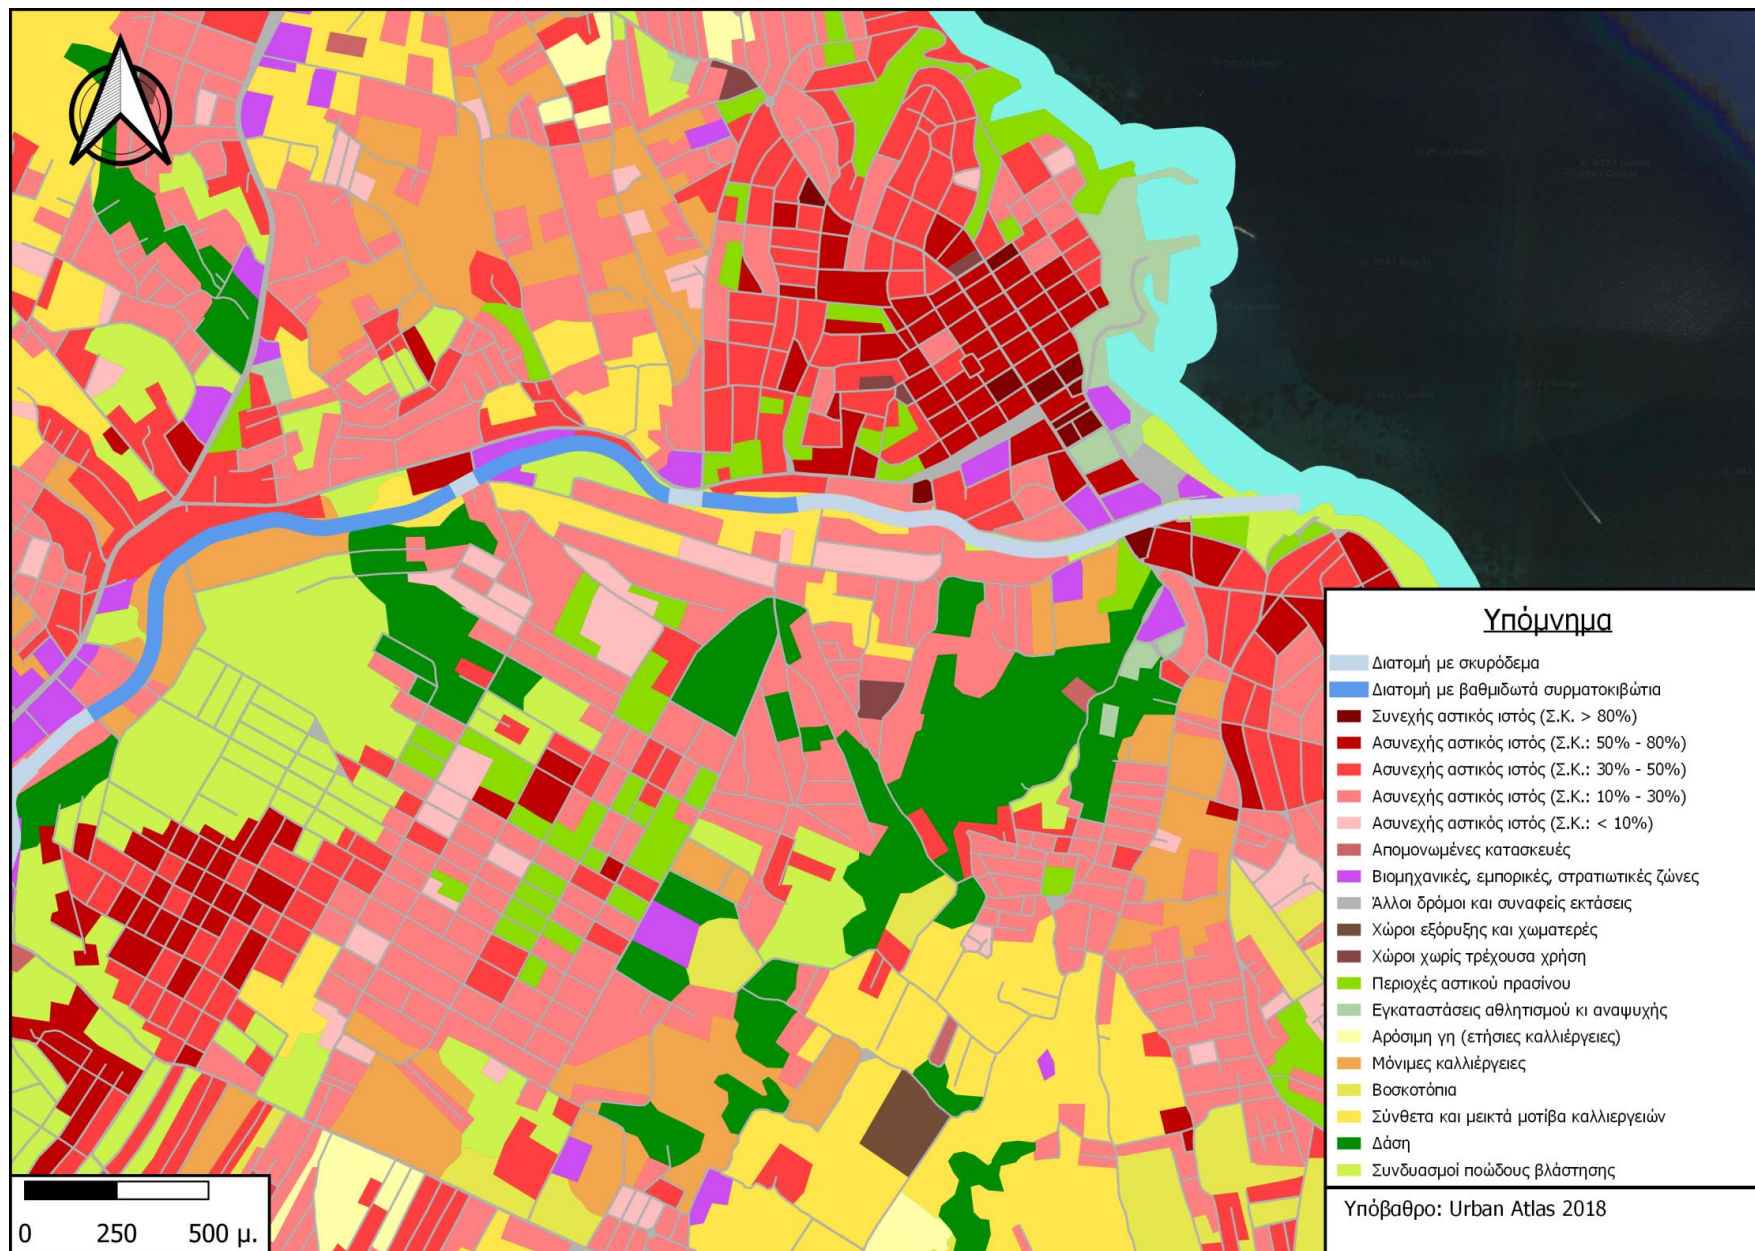 Υπόμνημα
Διατομή με σκυρόδεμα
Διατομή με βαθμιδωτά συρματοκιβώτια
Συνεχής αστικός ιστός (Σ.Κ. > 80%)
Ασυνεχής αστικός ιστός (Σ.Κ.: 50% - 80%)
Ασυνεχής αστικός ιστός (Σ.Κ.: 30% - 50%)
Ασυνεχής αστικός ιστός (Σ.Κ.: 10% - 30%)
Ασυνεχής αστικός ιστός (Σ.Κ.: < 10%)
Απομονωμένες κατασκευές
Βιομηχανικές, εμπορικές, στρατιωτικές ζώνες
Άλλοι δρόμοι και συναφείς εκτάσεις
Χώροι εξόρυξης και χωματερές
Χώροι χωρίς τρέχουσα χρήση
Περιοχές αστικού πρασίνου
Εγκαταστάσεις αθλητισμού κι αναψυχής
Αρόσιμη γη (ετήσιες καλλιέργειες)
Μόνιμες καλλιέργειες
Βοσκοτόπια
Σύνθετα και μεικτά μοτίβα καλλιεργειών
Δάση
Συνδυασμοί ποώδους βλάστησης
Υπόβαθρο: Urban Atlas 2018
0 250 500 μ.